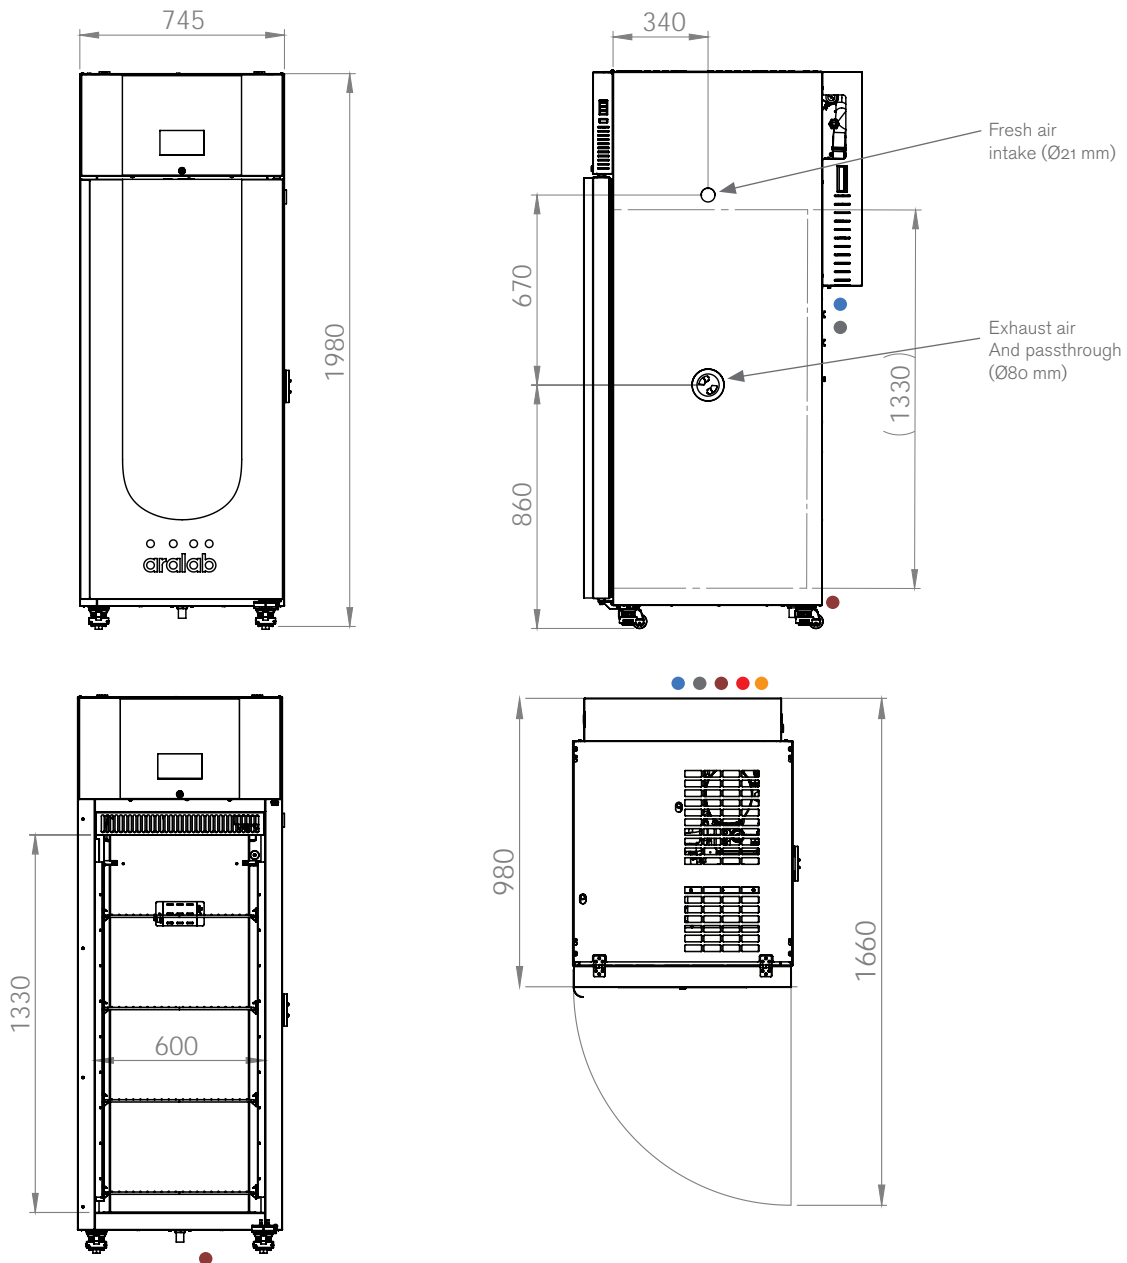 745
340
Fresh air
intake (Ø21 mm)
670
1980
Exhaust air
And passthrough
(Ø80 mm)
(1330)
860
aralab
980
1660
1330
600